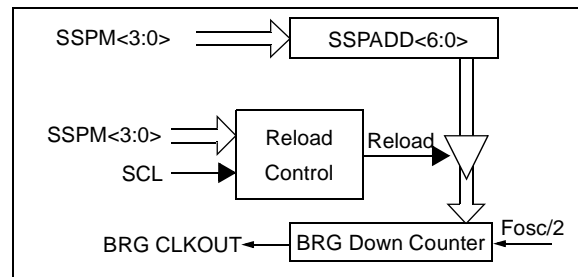 SSPM<3:0>
SSPADD<6:0>
SSPM<3:0>
SCL
Reload
Control
Reload
BRG CLKOUT
BRG Down Counter
Fosc/2